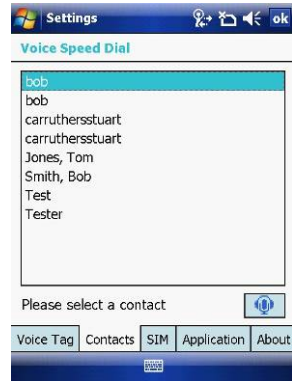 Settings
ok
Voice Speed Dial
bob
bob
carruthersstuart
carruthersstuart
Jones, Tom
Smith, Bob
Test
Tester
Please select a contact
Voice Tag Contacts SIM Application About